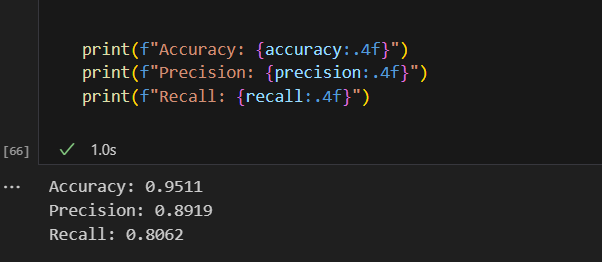 print(f"Accuracy: {accuracy:.4f}")
print(f"Precision: {precision:.4f}")
print(f"Recall: {recall:.4f}")
[66]
1.0s
Accuracy: 0.9511
Precision: 0.8919
Recall: 0.8062